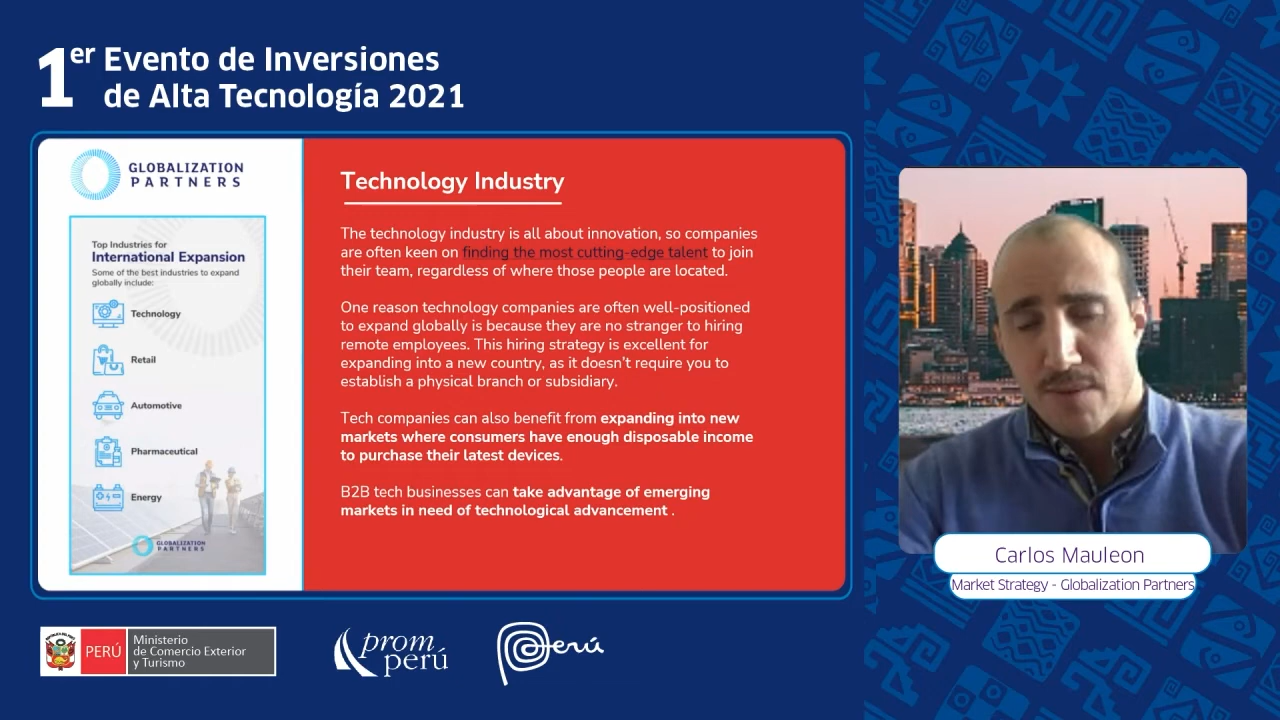 1er Evento de Inversiones
de Alta Tecnología 2021
GLOBALIZATION
PARTNERS
Top Industries for
International Expansion
Some of the best industries to expand
globally include:
Technology
Retail
Automotive
Pharmaceutical
Energy
GLOBALIZATION
PARTNERS
Technology Industry
The technology industry is all about innovation, so companies
are often keen on finding the most cutting-edge talent to join
their team, regardless of where those people are located.
One reason technology companies are often well-positioned
to expand globally is because they are no stranger to hiring
remote employees. This hiring strategy is excellent for
expanding into a new country, as it doesn't require you to
establish a physical branch or subsidiary.
Tech companies can also benefit from expanding into new
markets where consumers have enough disposable income
to purchase their latest devices.
B2B tech businesses can take advantage of emerging
markets in need of technological advancement .
Carlos Mauleon
Market Strategy - Globalization Partners
PERÚ
Ministerio
de Comercio Exterior
y Turismo
prom
perú
Perú